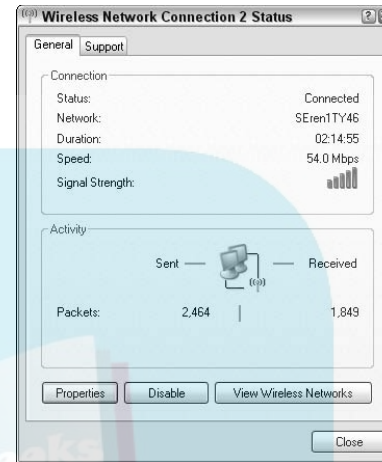 Wireless Network Connection 2 Status
General Support
Connection
Status: Connected
Network: SEren1TY46
Duration: 02:14:55
Speed: 54.0 Mbps
Signal Strength:
Activity
Sent — — Received
Packets: 2,464 | 1,849
Properties Disable View Wireless Networks
Close